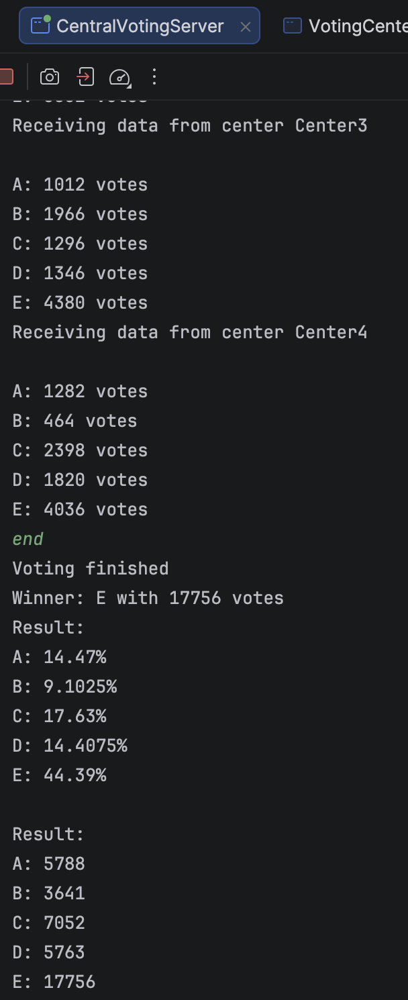 CentralVotingServer
VotingCente
Receiving data from center Center3
A: 1012 votes
B: 1966 votes
C: 1296 votes
D: 1346 votes
E: 4380 votes
Receiving data from center Center4
A: 1282 votes
B: 464 votes
C: 2398 votes
D: 1820 votes
E: 4036 votes
end
Voting finished
Winner: E with 17756 votes
Result:
A: 14.47%
B: 9.1025%
C: 17.63%
D: 14.4075%
E: 44.39%
Result:
A: 5788
B: 3641
C: 7052
D: 5763
E: 17756